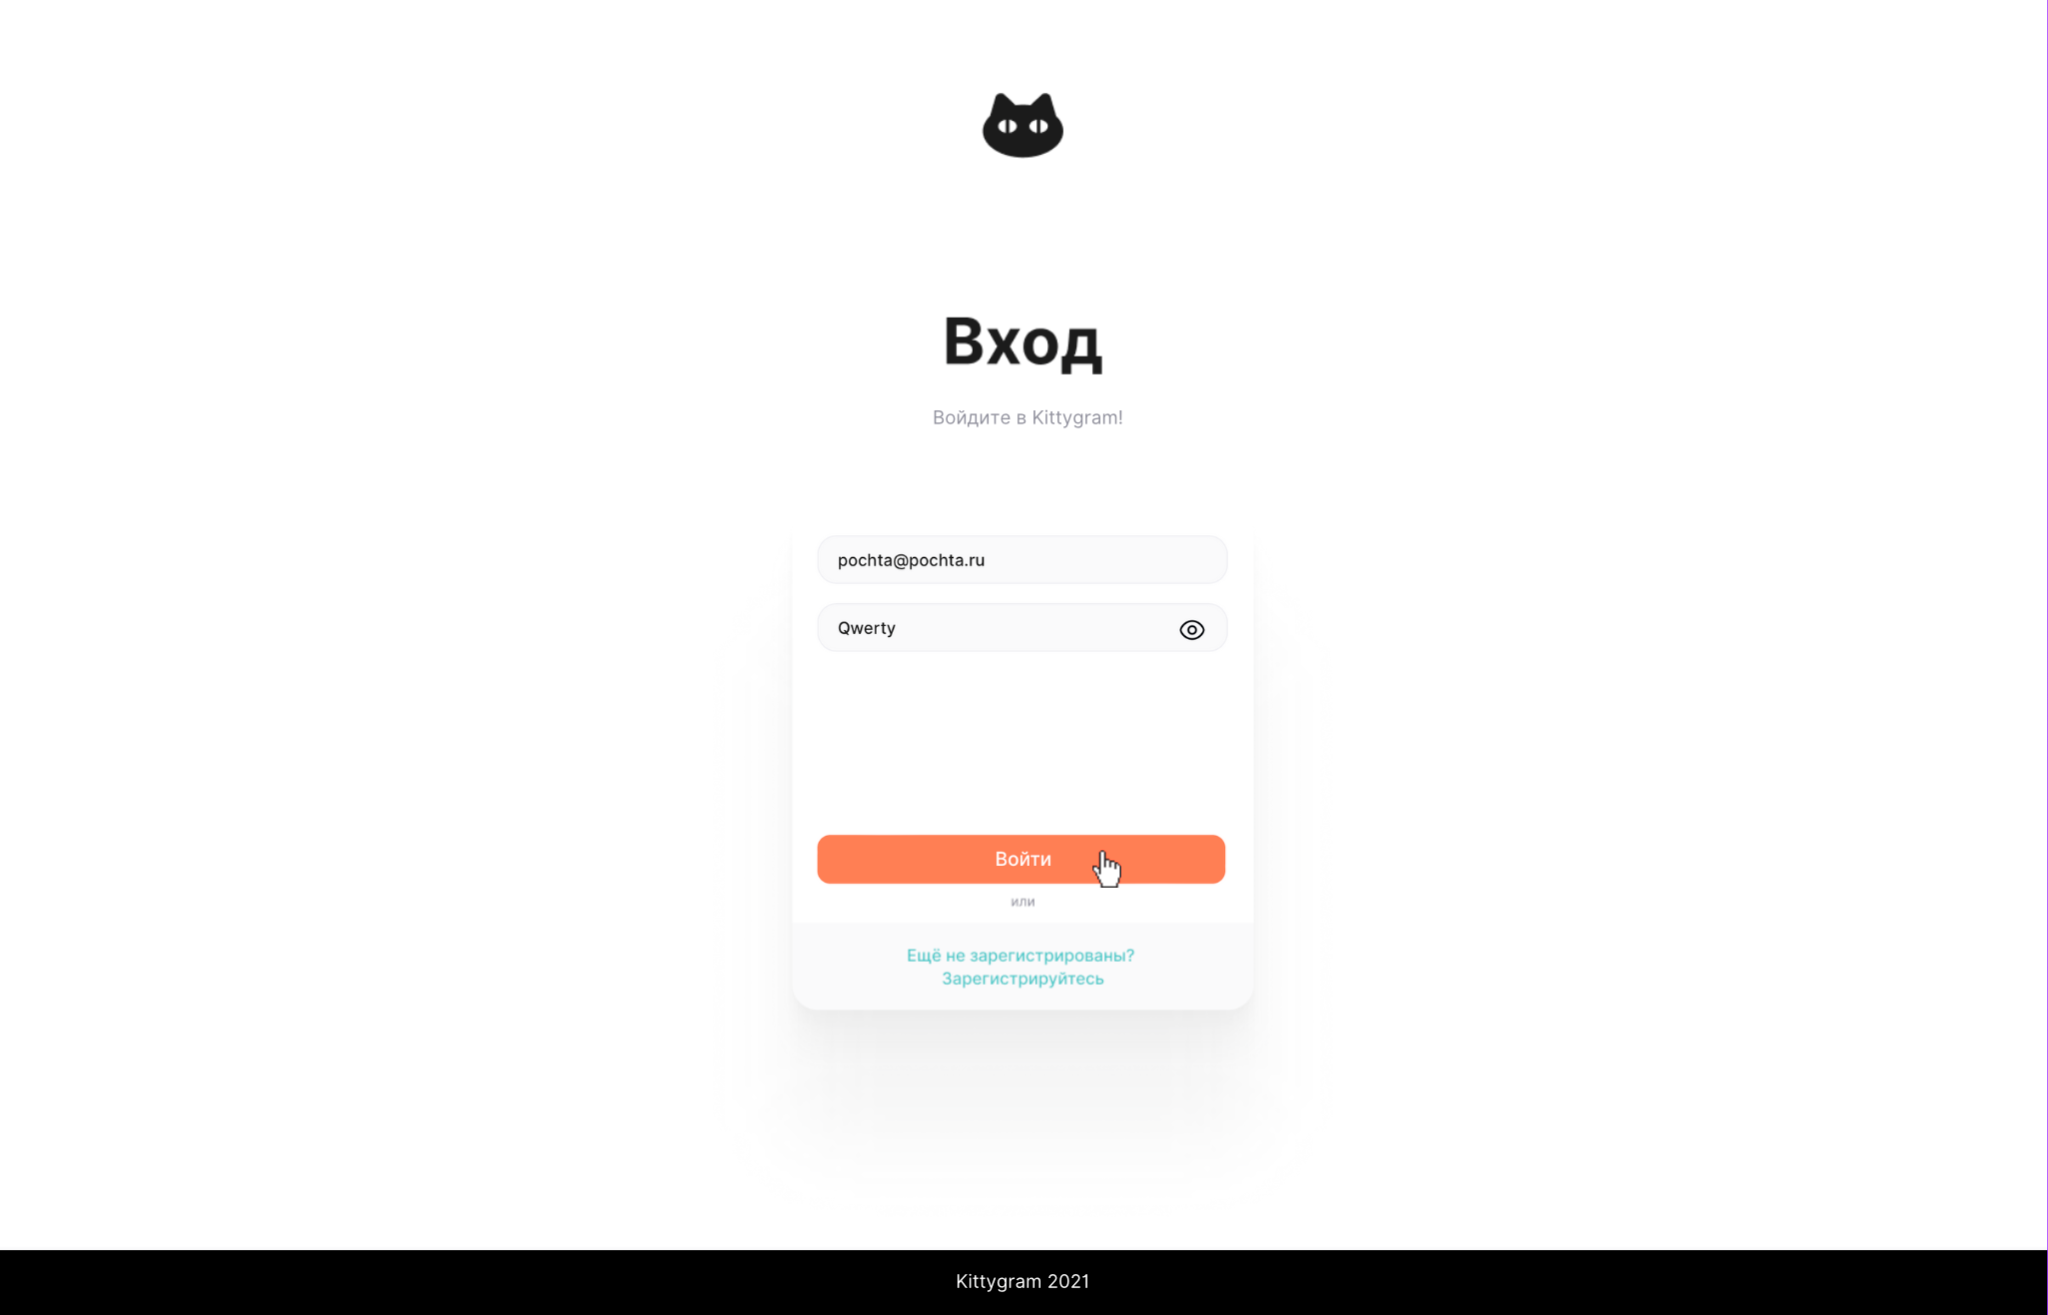 Вход
Войдите в Kittygram!
pochta@pochta.ru
Qwerty
Войти
или
Ещё не зарегистрированы?
Зарегистрируйтесь
Kittygram 2021